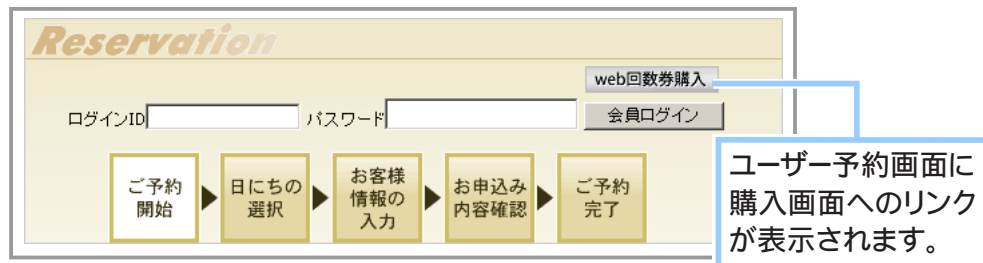 Reservation
web回数券購入
ログインID パスワード 会員ログイン
ご予約
開始
日にちの
選択
お客様
情報の
入力
お申込み
内容確認
ご予約
完了
ユーザー予約画面に
購入画面へのリンク
が表示されます。